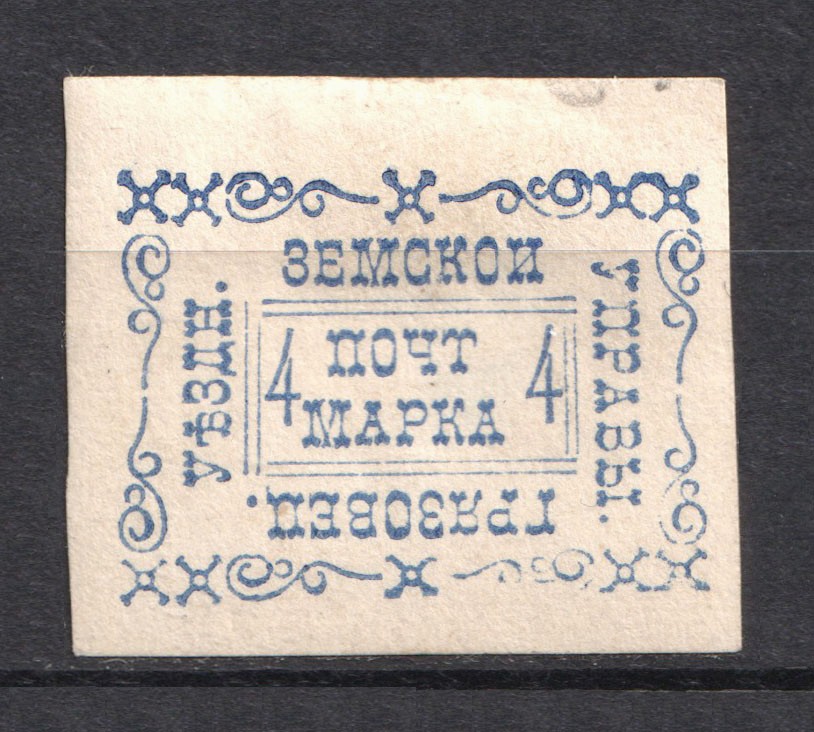 ГРЯЗОВЕЦ.
УѢЗДН.
ЗЕМСКОЙ
УПРАВЫ.
4 ПОЧТ 4
МАРКА